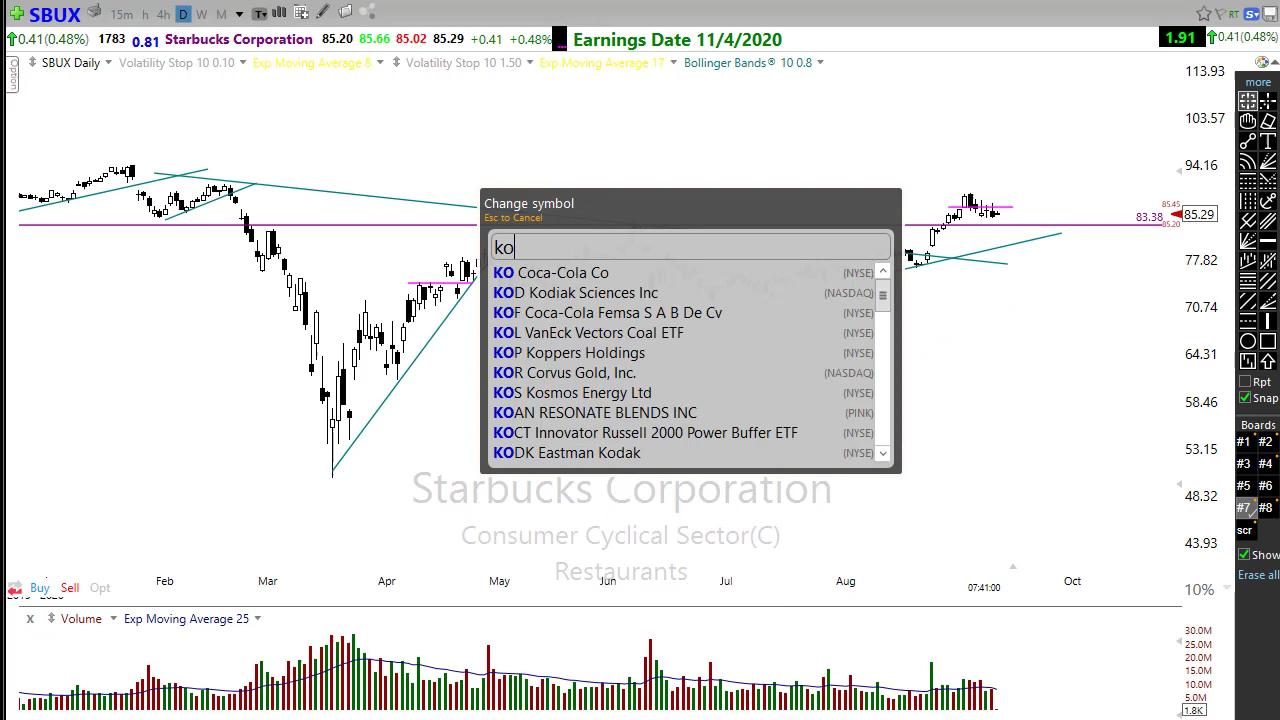 SBUX 15m h 4h D W M T RT S
0.41(0.48%) 1783 0.81 Starbucks Corporation 85.20 85.66 85.02 85.29 +0.41 +0.48% Earnings Date 11/4/2020 1.91 0.41(0.48%)
Option
SBUX Daily Volatility Stop 10 0.10 Exp Moving Average 8 Volatility Stop 10 1.50 Exp Moving Average 17 Bollinger Bands® 10 0.8
113.93
103.57
94.16
85.45
83.38 85.29
85.20
77.82
70.74
64.31
58.46
53.15
48.32
43.93
10%
Change symbol
Esc to Cancel
ko
KO Coca-Cola Co (NYSE)
KOD Kodiak Sciences Inc (NASDAQ)
KOF Coca-Cola Femsa S A B De Cv (NYSE)
KOL VanEck Vectors Coal ETF (NYSE)
KOP Koppers Holdings (NYSE)
KOR Corvus Gold, Inc. (NASDAQ)
KOS Kosmos Energy Ltd (NYSE)
KOAN RESONATE BLENDS INC (PINK)
KOCT Innovator Russell 2000 Power Buffer ETF (NYSE)
KODK Eastman Kodak (NYSE)
Starbucks Corporation
Consumer Cyclical Sector(C)
Restaurants
Feb Mar Apr May Jun Jul Aug Oct
07:41:00
Buy Sell Opt
X Volume Exp Moving Average 25
30.0M
25.0M
20.0M
15.0M
10.0M
5.0M
1.8K
more
T
Rpt
Snap
Boards
#1 #2
#3 #4
#5 #6
#7 #8
scr
Show
Erase all